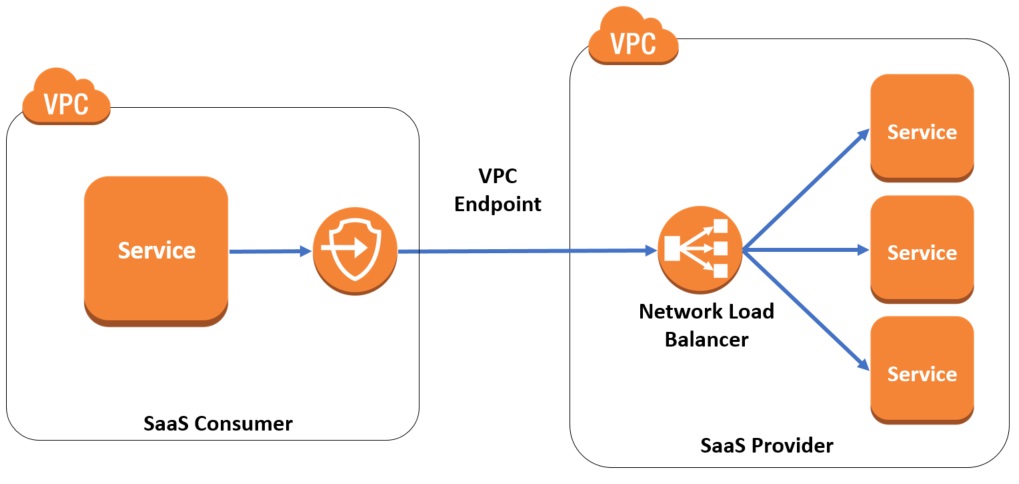 VPC
Service
SaaS Consumer
VPC
Endpoint
VPC
Network Load
Balancer
Service
Service
Service
SaaS Provider